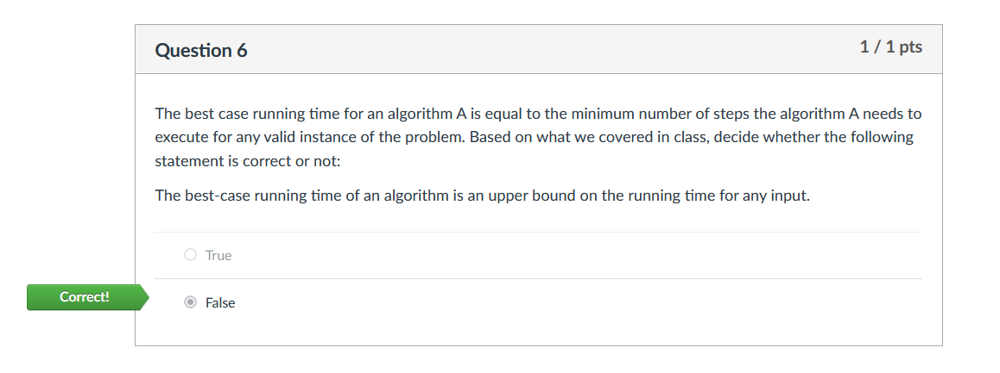 Question 6
1 / 1 pts
The best case running time for an algorithm A is equal to the minimum number of steps the algorithm A needs to
execute for any valid instance of the problem. Based on what we covered in class, decide whether the following
statement is correct or not:
The best-case running time of an algorithm is an upper bound on the running time for any input.
True
Correct!
False